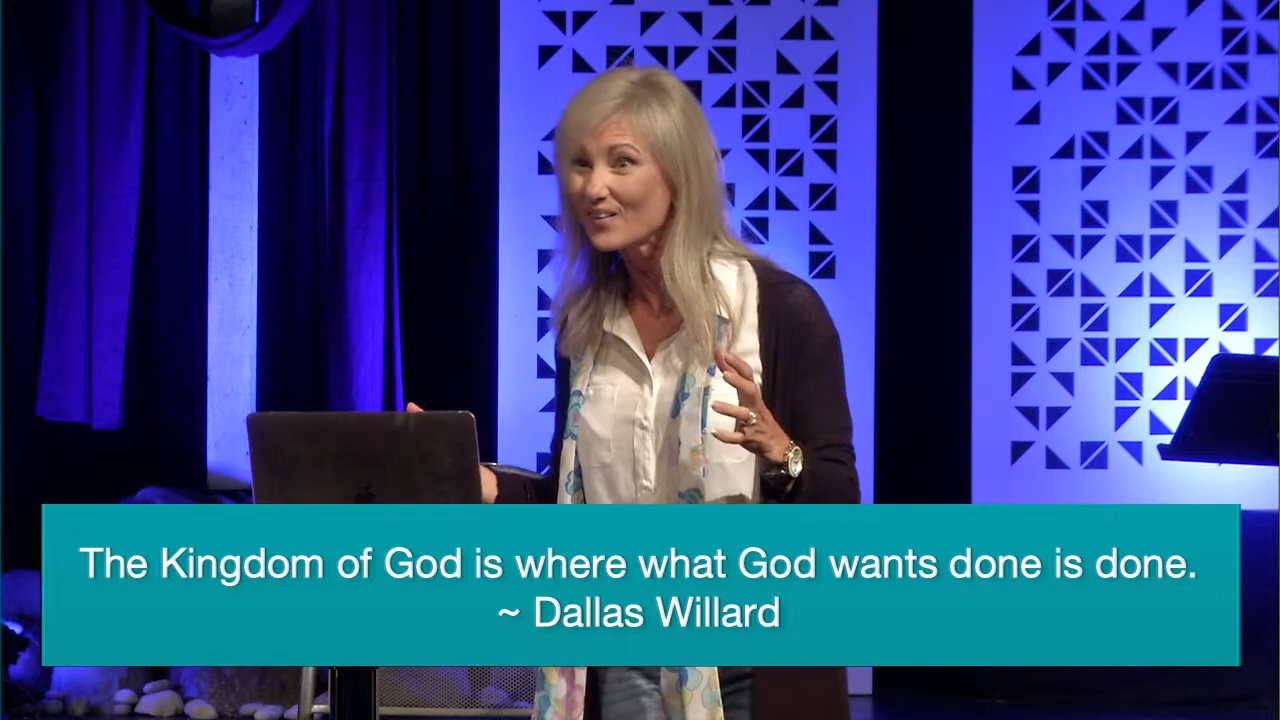 The Kingdom of God is where what God wants done is done.
~ Dallas Willard